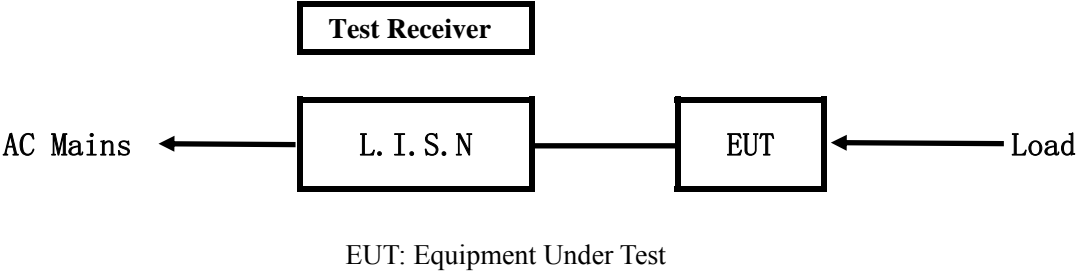 Test Receiver
AC Mains L.I.S.N EUT Load
EUT: Equipment Under Test